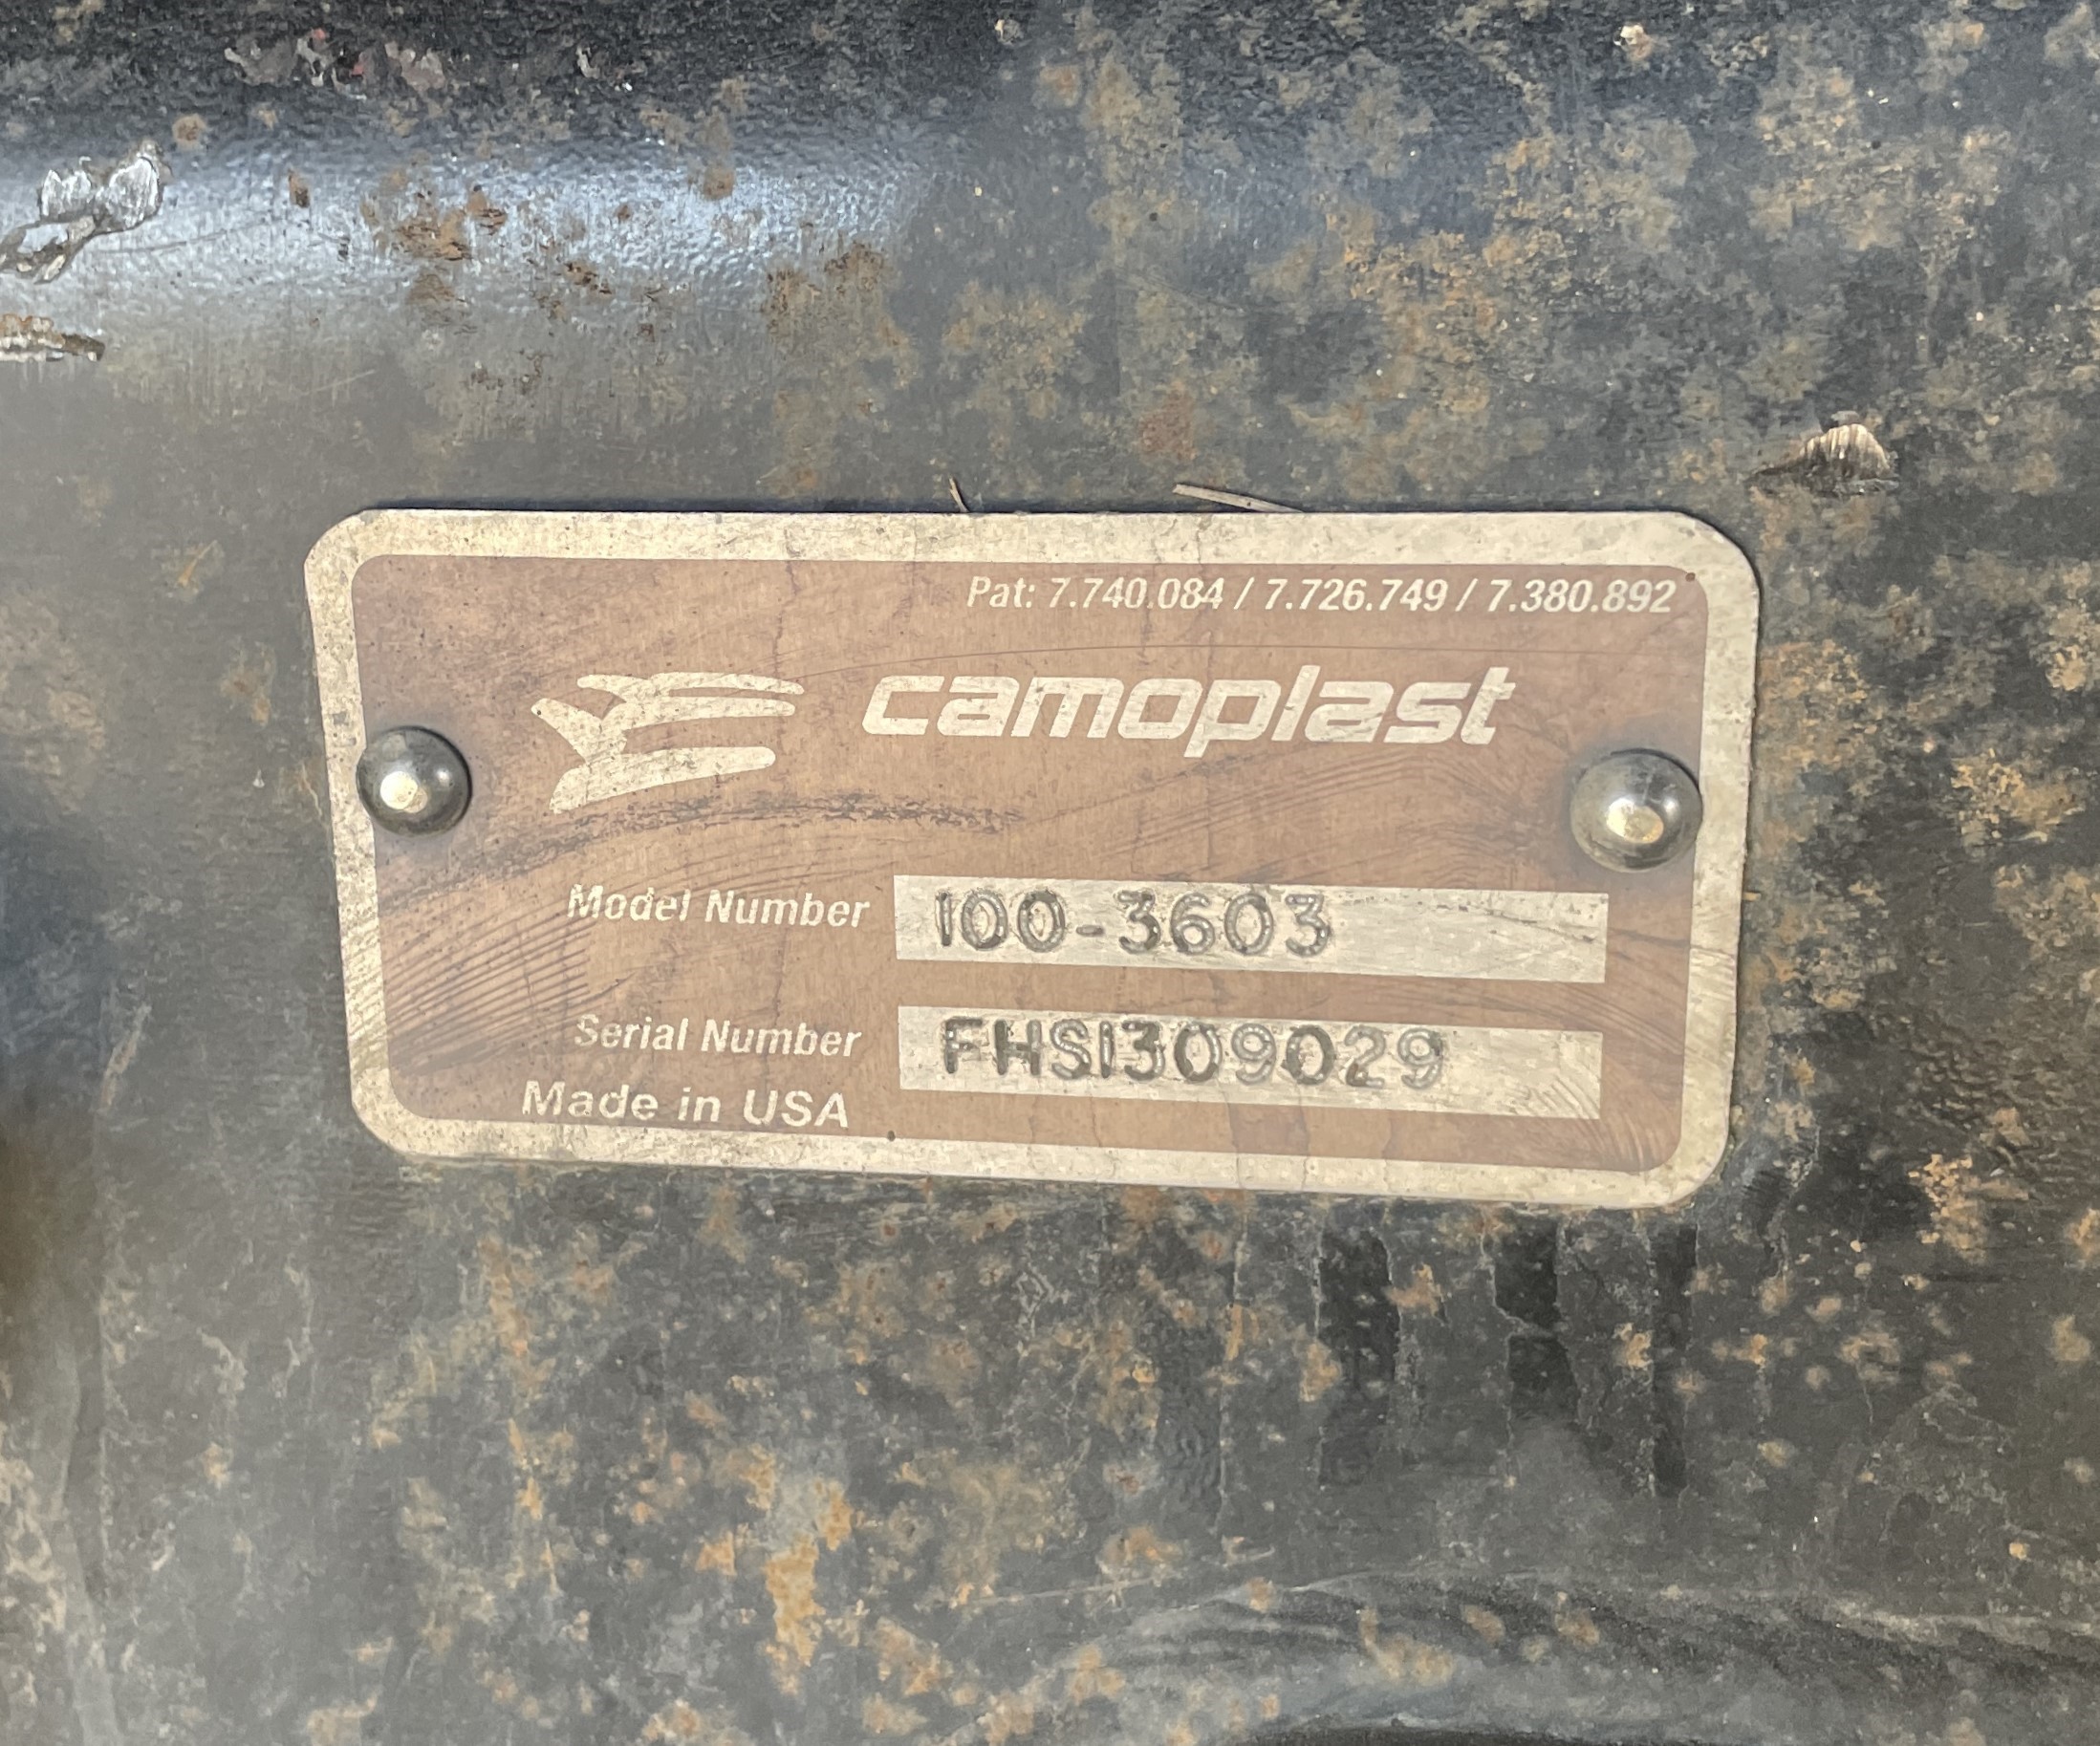 Pat: 7.740.084 / 7.726.749 / 7.380.892
camoplast
Model Number 100-3603
Serial Number FHS1309029
Made in USA